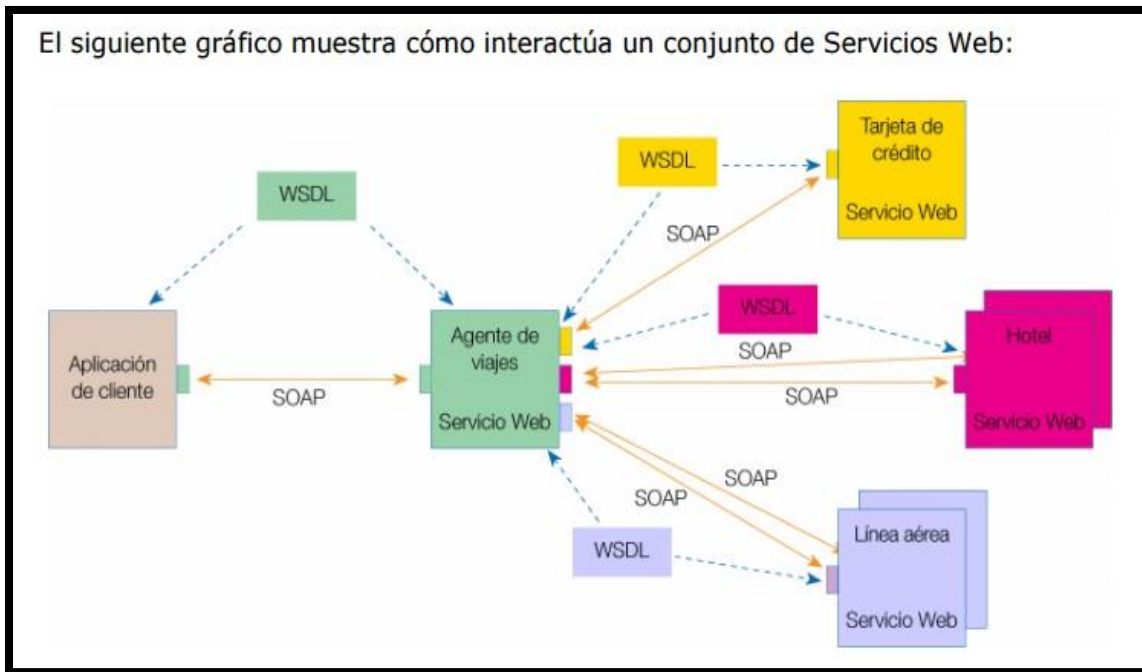 El siguiente gráfico muestra cómo interactúa un conjunto de Servicios Web:
WSDL
WSDL
Tarjeta de
crédito
Servicio Web
SOAP
WSDL
Aplicación
de cliente
SOAP
Agente de
viajes
Servicio Web
SOAP
SOAP
Hotel
Servicio Web
SOAP
SOAP
WSDL
Línea aérea
Servicio Web